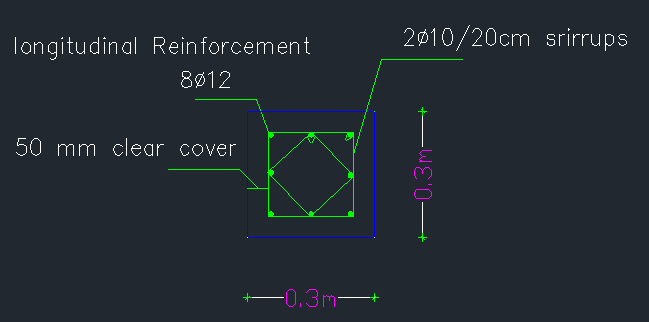 longitudinal Reinforcement
8ø12
2ø10/20cm srirrups
50 mm clear cover
0.3m
0.3m